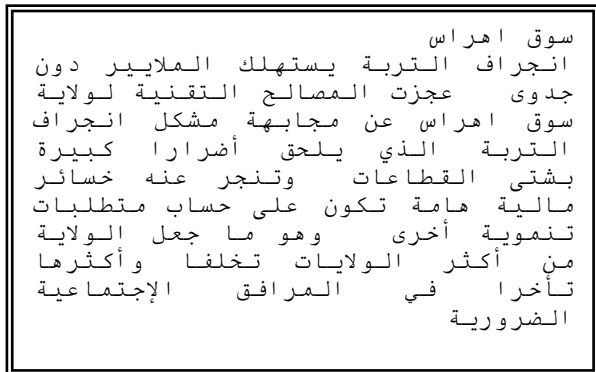 سوق اهراس
انجراف التربة يستهلك الملايير دون
جدوى عجزت المصالح التقنية لولاية
سوق اهراس عن مجابهة مشكل انجراف
التربة الذي يلحق أضرارا كبيرة
بشتى القطاعات وتنجر عنه خسائر
مالية هامة تكون على حساب متطلبات
تنموية أخرى وهو ما جعل الولاية
من أكثر الولايات تخلفا وأكثرها
تأخرا في المرافق الإجتماعية
الضرورية